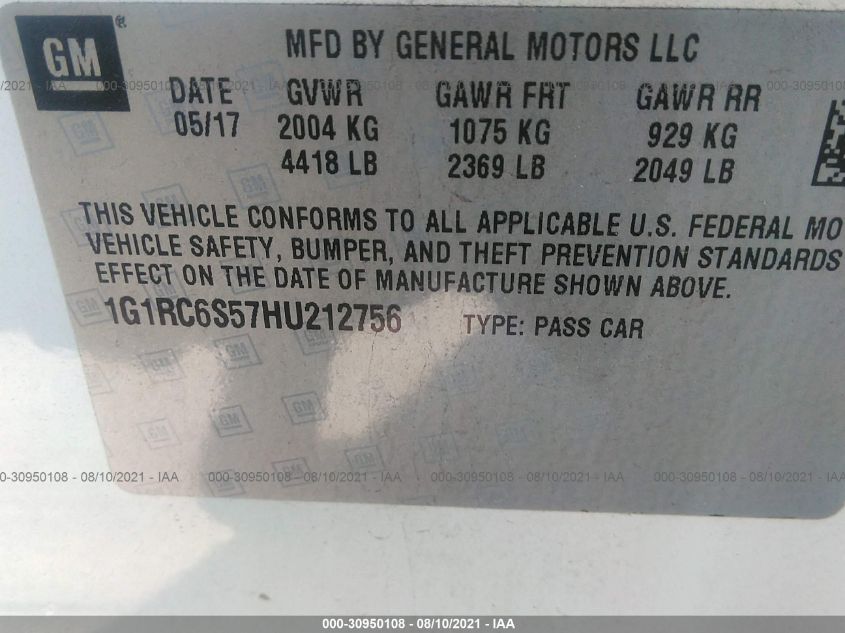 GM®
MFD BY GENERAL MOTORS LLC
DATE GVWR GAWR FRT GAWR RR
05/17 2004 KG 1075 KG 929 KG
4418 LB 2369 LB 2049 LB
THIS VEHICLE CONFORMS TO ALL APPLICABLE U.S. FEDERAL MO
VEHICLE SAFETY, BUMPER, AND THEFT PREVENTION STANDARDS
EFFECT ON THE DATE OF MANUFACTURE SHOWN ABOVE.
1G1RC6S57HU212756 TYPE: PASS CAR
000-30950108 - 08/10/2021 - IAA